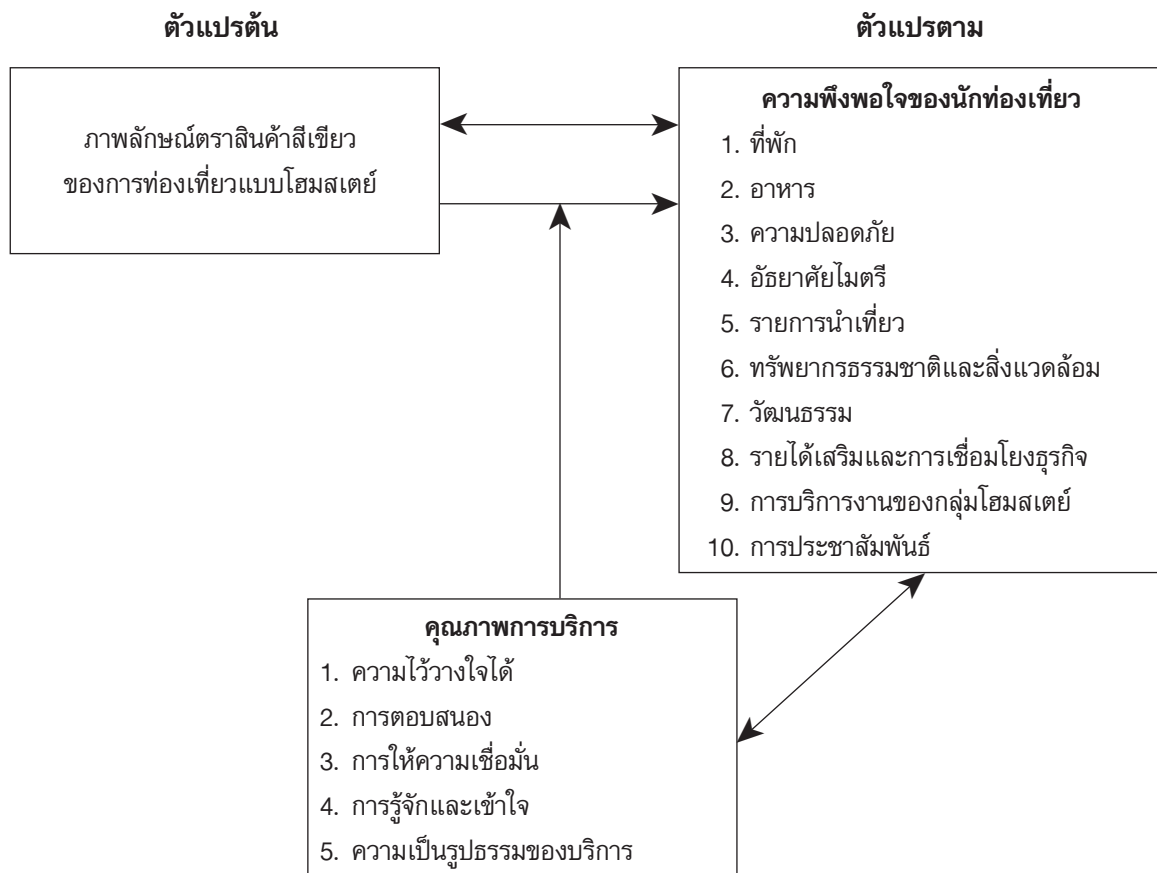 ตัวแปรต้น
ตัวแปรตาม
ภาพลักษณ์ตราสินค้าสีเขียว
ของการท่องเที่ยวแบบโฮมสเตย์
ความพึงพอใจของนักท่องเที่ยว
1. ที่พัก
2. อาหาร
3. ความปลอดภัย
4. อัธยาศัยไมตรี
5. รายการนำเที่ยว
6. ทรัพยากรธรรมชาติและสิ่งแวดล้อม
7. วัฒนธรรม
8. รายได้เสริมและการเชื่อมโยงธุรกิจ
9. การบริการงานของกลุ่มโฮมสเตย์
10. การประชาสัมพันธ์
คุณภาพการบริการ
1. ความไว้วางใจได้
2. การตอบสนอง
3. การให้ความเชื่อมั่น
4. การรู้จักและเข้าใจ
5. ความเป็นรูปธรรมของบริการ